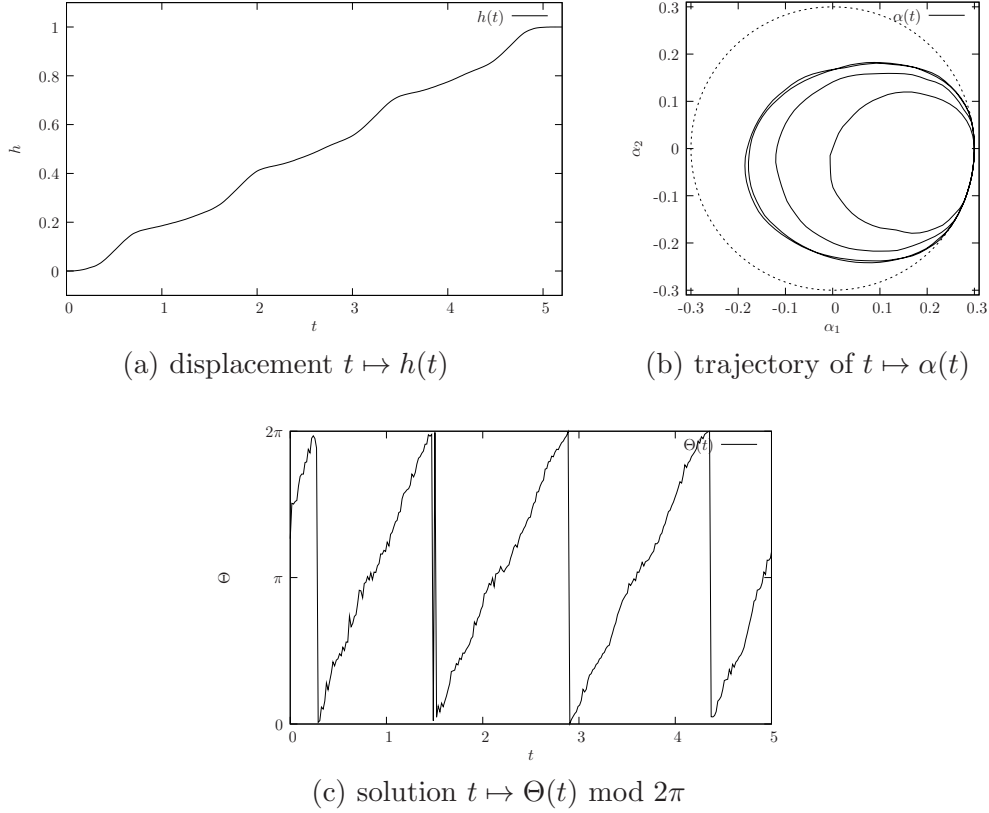 h(t)
1
0.8
0.6
0.4
0.2
0
h
0 1 2 3 4 5
t
(a) displacement t ↦ h(t)
α(t)
0.3
0.2
0.1
0
-0.1
-0.2
-0.3
α₂
-0.3 -0.2 -0.1 0 0.1 0.2 0.3
α₁
(b) trajectory of t ↦ α(t)
Θ(t)
2π
π
0
Θ
0 1 2 3 4 5
t
(c) solution t ↦ Θ(t) mod 2π